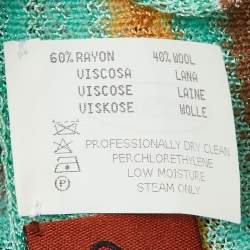 60% RAYON 40% WOOL
VISCOSA LANA
VISCOSE LAINE
VISKOSE WOLLE
PROFESSIONALLY DRY CLEAN
PERCHLORETHYLENE
LOW MOISTURE
STEAM ONLY
P